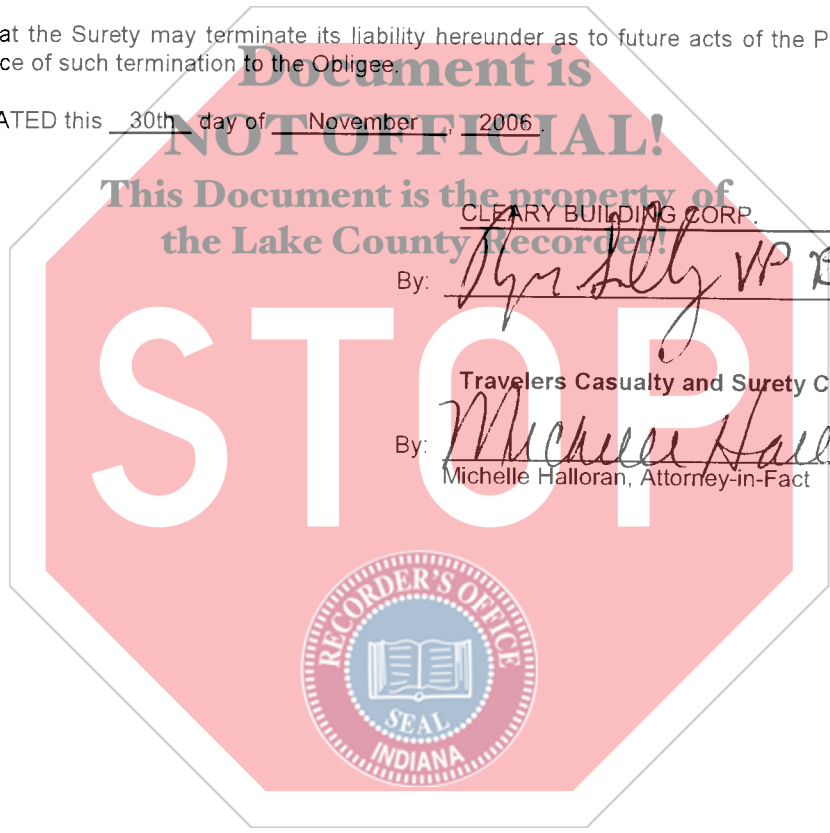 at the Surety may terminate its liability hereunder as to future acts of the P
ce of such termination to the Obligee.
Document is
ATED this 30th day of November, 2006.
NOT OFFICIAL!
This Document is the property of
the Lake County Recorder!
CLEARY BUILDING CORP.
By: VP
STOP
Travelers Casualty and Surety C
By: Michelle Hall
Michelle Halloran, Attorney-in-Fact
RECORDER'S OFFICE
SEAL
INDIANA